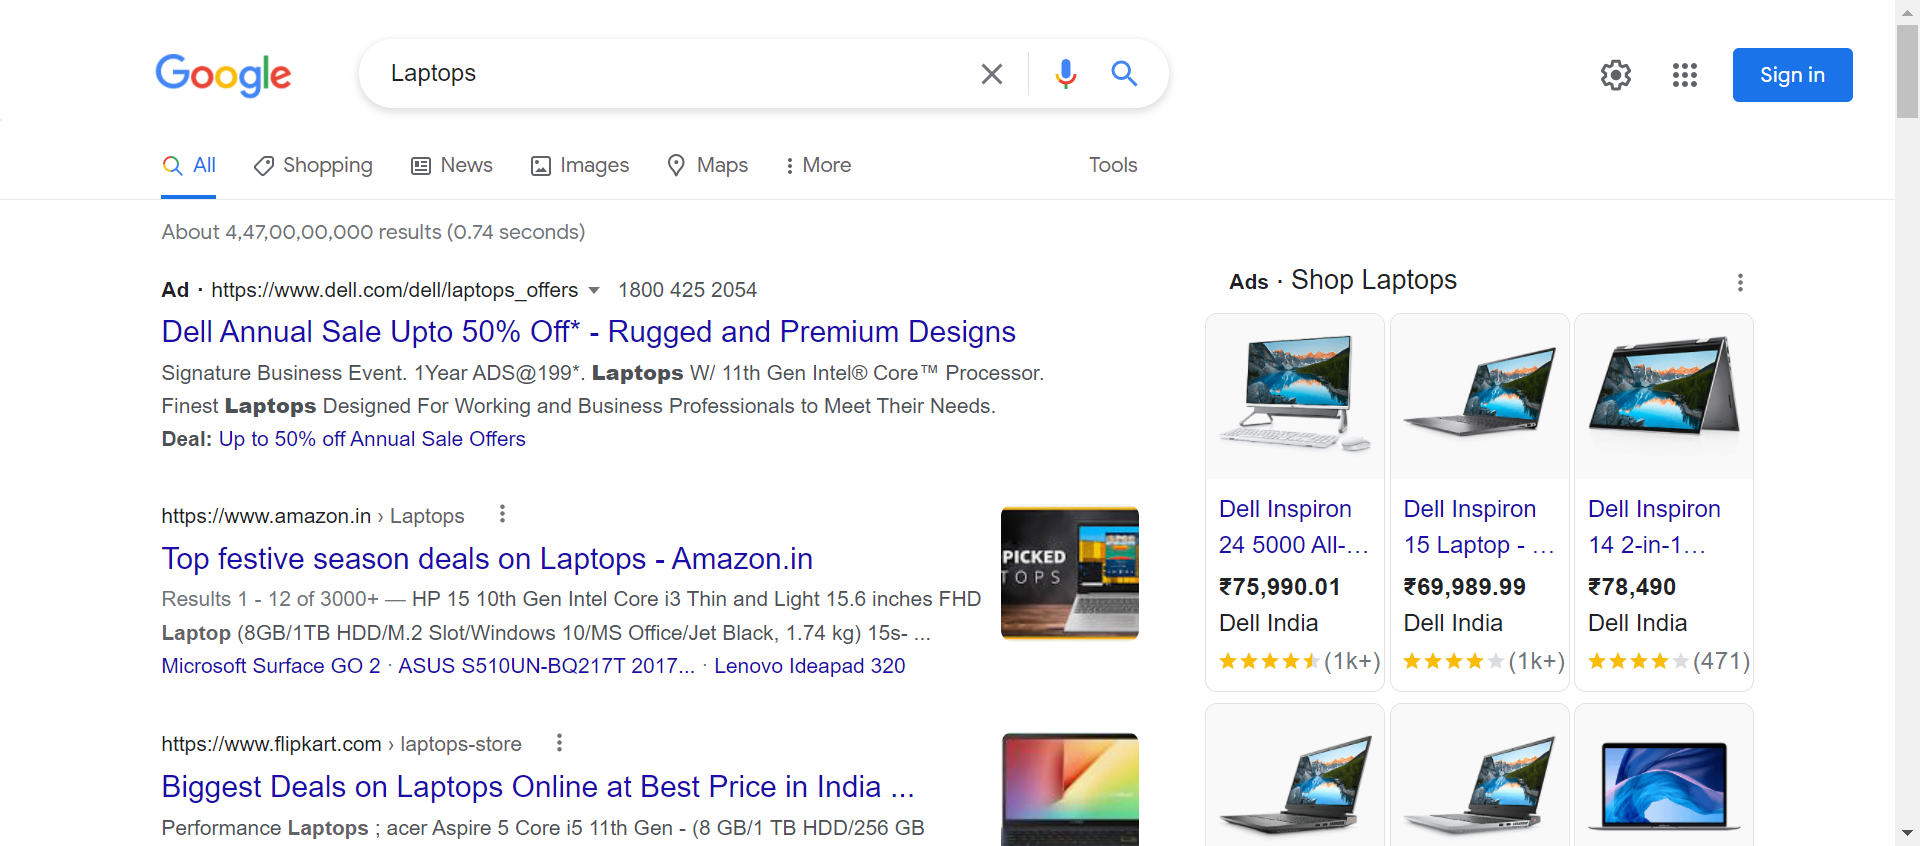 Google
Laptops
Sign in
All
Shopping
News
Images
Maps
More
Tools
About 4,47,00,00,000 results (0.74 seconds)
Ad · https://www.dell.com/dell/laptops_offers 1800 425 2054
Dell Annual Sale Upto 50% Off* - Rugged and Premium Designs
Signature Business Event. 1Year ADS@199*. Laptops W/ 11th Gen Intel® Core™ Processor.
Finest Laptops Designed For Working and Business Professionals to Meet Their Needs.
Deal: Up to 50% off Annual Sale Offers
https://www.amazon.in › Laptops
Top festive season deals on Laptops - Amazon.in
Results 1 - 12 of 3000+ — HP 15 10th Gen Intel Core i3 Thin and Light 15.6 inches FHD
Laptop (8GB/1TB HDD/M.2 Slot/Windows 10/MS Office/Jet Black, 1.74 kg) 15s- ...
Microsoft Surface GO 2 · ASUS S510UN-BQ217T 2017... · Lenovo Ideapad 320
PICKED
TOPS
https://www.flipkart.com › laptops-store
Biggest Deals on Laptops Online at Best Price in India ...
Performance Laptops ; acer Aspire 5 Core i5 11th Gen - (8 GB/1 TB HDD/256 GB
Ads · Shop Laptops
Dell Inspiron
24 5000 All-...
₹75,990.01
Dell India
(1k+)
Dell Inspiron
15 Laptop - ...
₹69,989.99
Dell India
(1k+)
Dell Inspiron
14 2-in-1...
₹78,490
Dell India
(471)